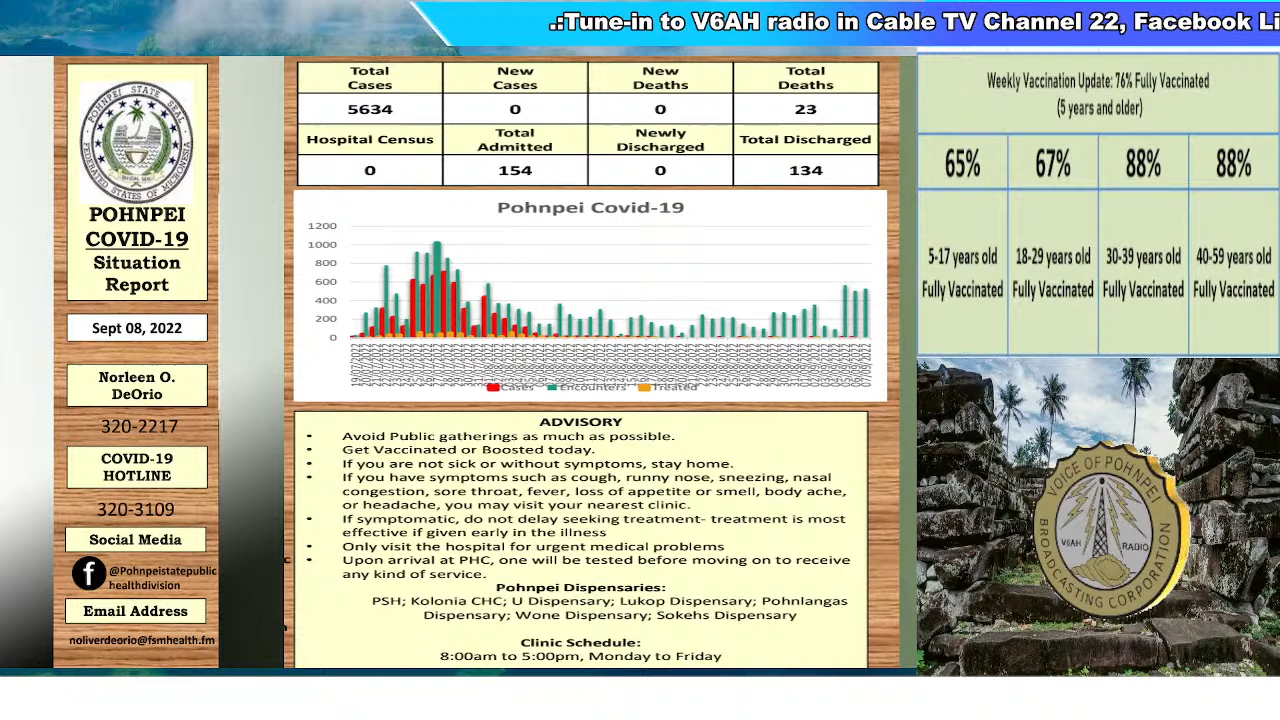 .:Tune-in to V6AH radio in Cable TV Channel 22, Facebook Li
POHNPEI STATE SEAL
FEDERATED STATES OF MICRONESIA
POHNPEI
COVID-19
Situation
Report
Sept 08, 2022
Norleen O.
DeOrio
320-2217
COVID-19
HOTLINE
320-3109
Social Media
@Pohnpeistatepublic
healthdivision
Email Address
noliverdeorio@fsmhealth.fm
Total Cases New Cases New Deaths Total Deaths
5634 0 0 23
Hospital Census Total Admitted Newly Discharged Total Discharged
0 154 0 134
Pohnpei Covid-19
1200
1000
800
600
400
200
0
Cases Encounters Treated
ADVISORY
• Avoid Public gatherings as much as possible.
• Get Vaccinated or Boosted today.
• If you are not sick or without symptoms, stay home.
• If you have symptoms such as cough, runny nose, sneezing, nasal
congestion, sore throat, fever, loss of appetite or smell, body ache,
or headache, you may visit your nearest clinic.
• If symptomatic, do not delay seeking treatment- treatment is most
effective if given early in the illness
• Only visit the hospital for urgent medical problems
• Upon arrival at PHC, one will be tested before moving on to receive
any kind of service.
Pohnpei Dispensaries:
PSH; Kolonia CHC; U Dispensary; Lukop Dispensary; Pohnlangas
Dispensary; Wone Dispensary; Sokehs Dispensary
Clinic Schedule:
8:00am to 5:00pm, Monday to Friday
Weekly Vaccination Update: 76% Fully Vaccinated
(5 years and older)
65% 67% 88% 88%
5-17 years old 18-29 years old 30-39 years old 40-59 years old
Fully Vaccinated Fully Vaccinated Fully Vaccinated Fully Vaccinated
VOICE OF POHNPEI
V6AH RADIO
BROADCASTING CORPORATION